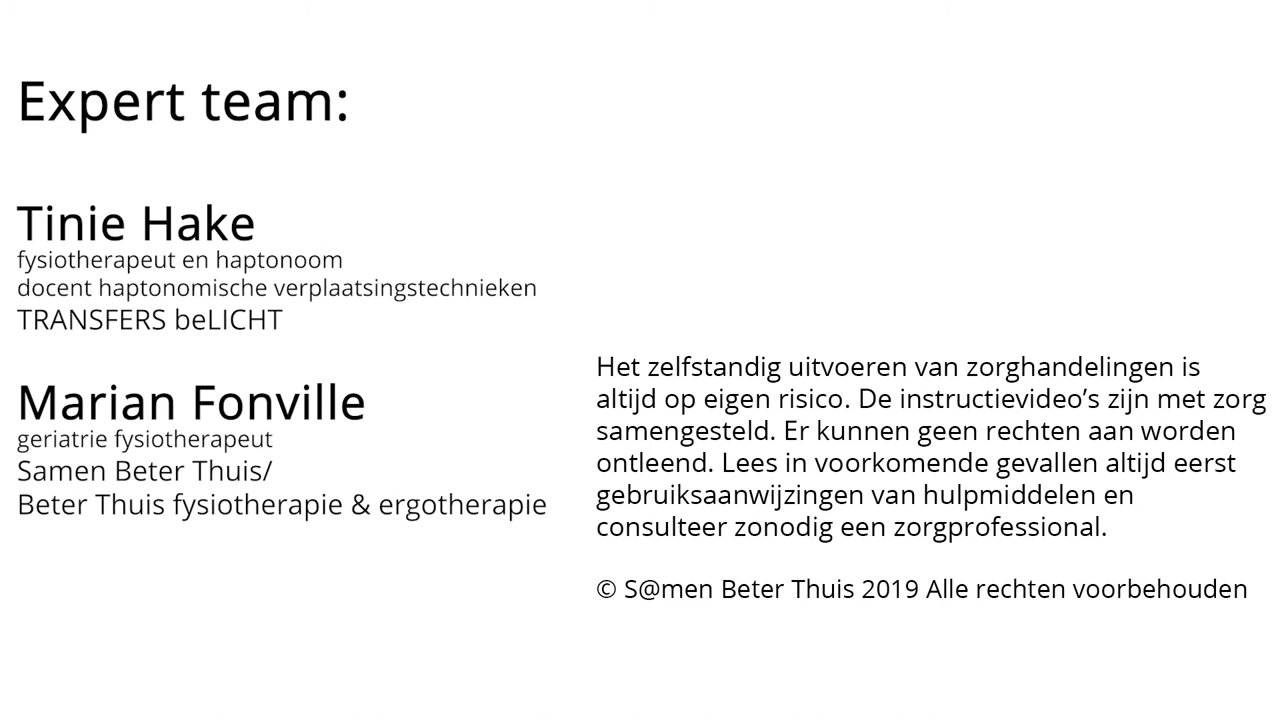 Expert team:
Tinie Hake
fysiotherapeut en haptonoom
docent haptonomische verplaatsingstechnieken
TRANSFERS beLICHT
Marian Fonville
geriatrie fysiotherapeut
Samen Beter Thuis/
Beter Thuis fysiotherapie & ergotherapie
Het zelfstandig uitvoeren van zorghandelingen is
altijd op eigen risico. De instructievideo’s zijn met zorg
samengesteld. Er kunnen geen rechten aan worden
ontleend. Lees in voorkomende gevallen altijd eerst
gebruiksaanwijzingen van hulpmiddelen en
consulteer zonodig een zorgprofessional.
© S@men Beter Thuis 2019 Alle rechten voorbehouden